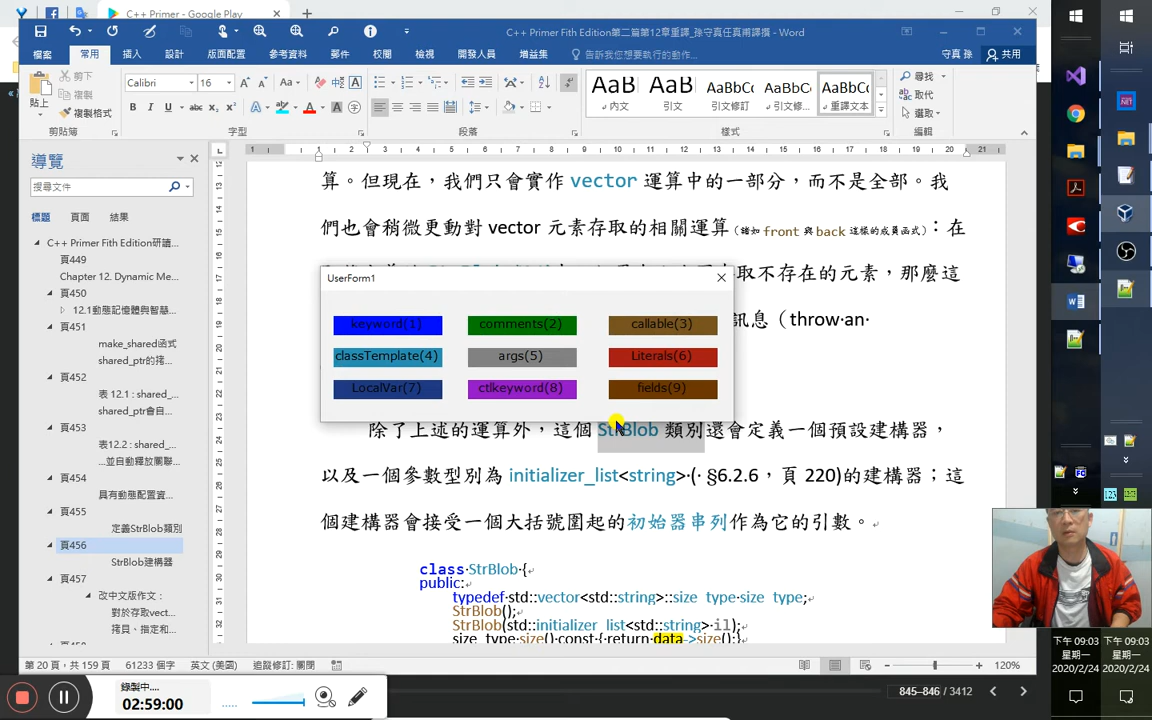 C++ Primer - Google Play
C++ Primer Fifth Edition第二篇第12章重譯_孫守真任真甫譯撰 - Word
檔案
常用
插入
設計
版面配置
參考資料
郵件
校閱
檢視
開發人員
增益集
告訴我您想要執行的動作...
守真 孫
共用
貼上
剪下
複製
複製格式
剪貼簿
Calibri
16
字型
段落
AaB
內文
AaB
引文
AaBbCc
引文修訂
AaBbCc
引文修...
AaBbCc
重譯文本
樣式
尋找
取代
選取
編輯
導覽
搜尋文件
標題
頁面
結果
C++ Primer Fith Edition研讀...
頁449
Chapter 12. Dynamic Me...
頁450
12.1動態記憶體與智慧...
頁451
make_shared函式
shared_ptr的拷...
頁452
表 12.1 : shared_...
shared_ptr會自...
頁453
表12.2 : shared_...
...並自動釋放關聯...
頁454
具有動態配置資...
頁455
定義StrBlob類別
頁456
StrBlob建構器
頁457
改中文版作文：
對於存取vect...
拷貝、指定和...
算。但現在，我們只會實作 vector 運算中的一部分，而不是全部。我
們也會稍微更動對 vector 元素存取的相關運算(諸如 front 與 back 這樣的成員函式)：在
取不存在的元素，那麼這
訊息（throw·an·
UserForm1
keyword(1)
comments(2)
callable(3)
classTemplate(4)
args(5)
Literals(6)
LocalVar(7)
ctlkeyword(8)
fields(9)
除了上述的運算外，這個 StrBlob 類別還會定義一個預設建構器，
以及一個參數型別為 initializer_list<string>·(· §6.2.6，頁 220)的建構器；這
個建構器會接受一個大括號圍起的初始器串列作為它的引數。
class·StrBlob·{
public:
typedef·std::vector<std::string>::size_type·size_type;
StrBlob();
StrBlob(std::initializer_list<std::string>·il);
size_type·size()·const·{·return·data->size();}
第 20 頁，共 159 頁
61233 個字
英文 (美國)
追蹤修訂: 關閉
120%
錄製中...
02:59:00
845–846 / 3412
下午 09:03
星期一
2020/2/24
下午 09:03
星期一
2020/2/24